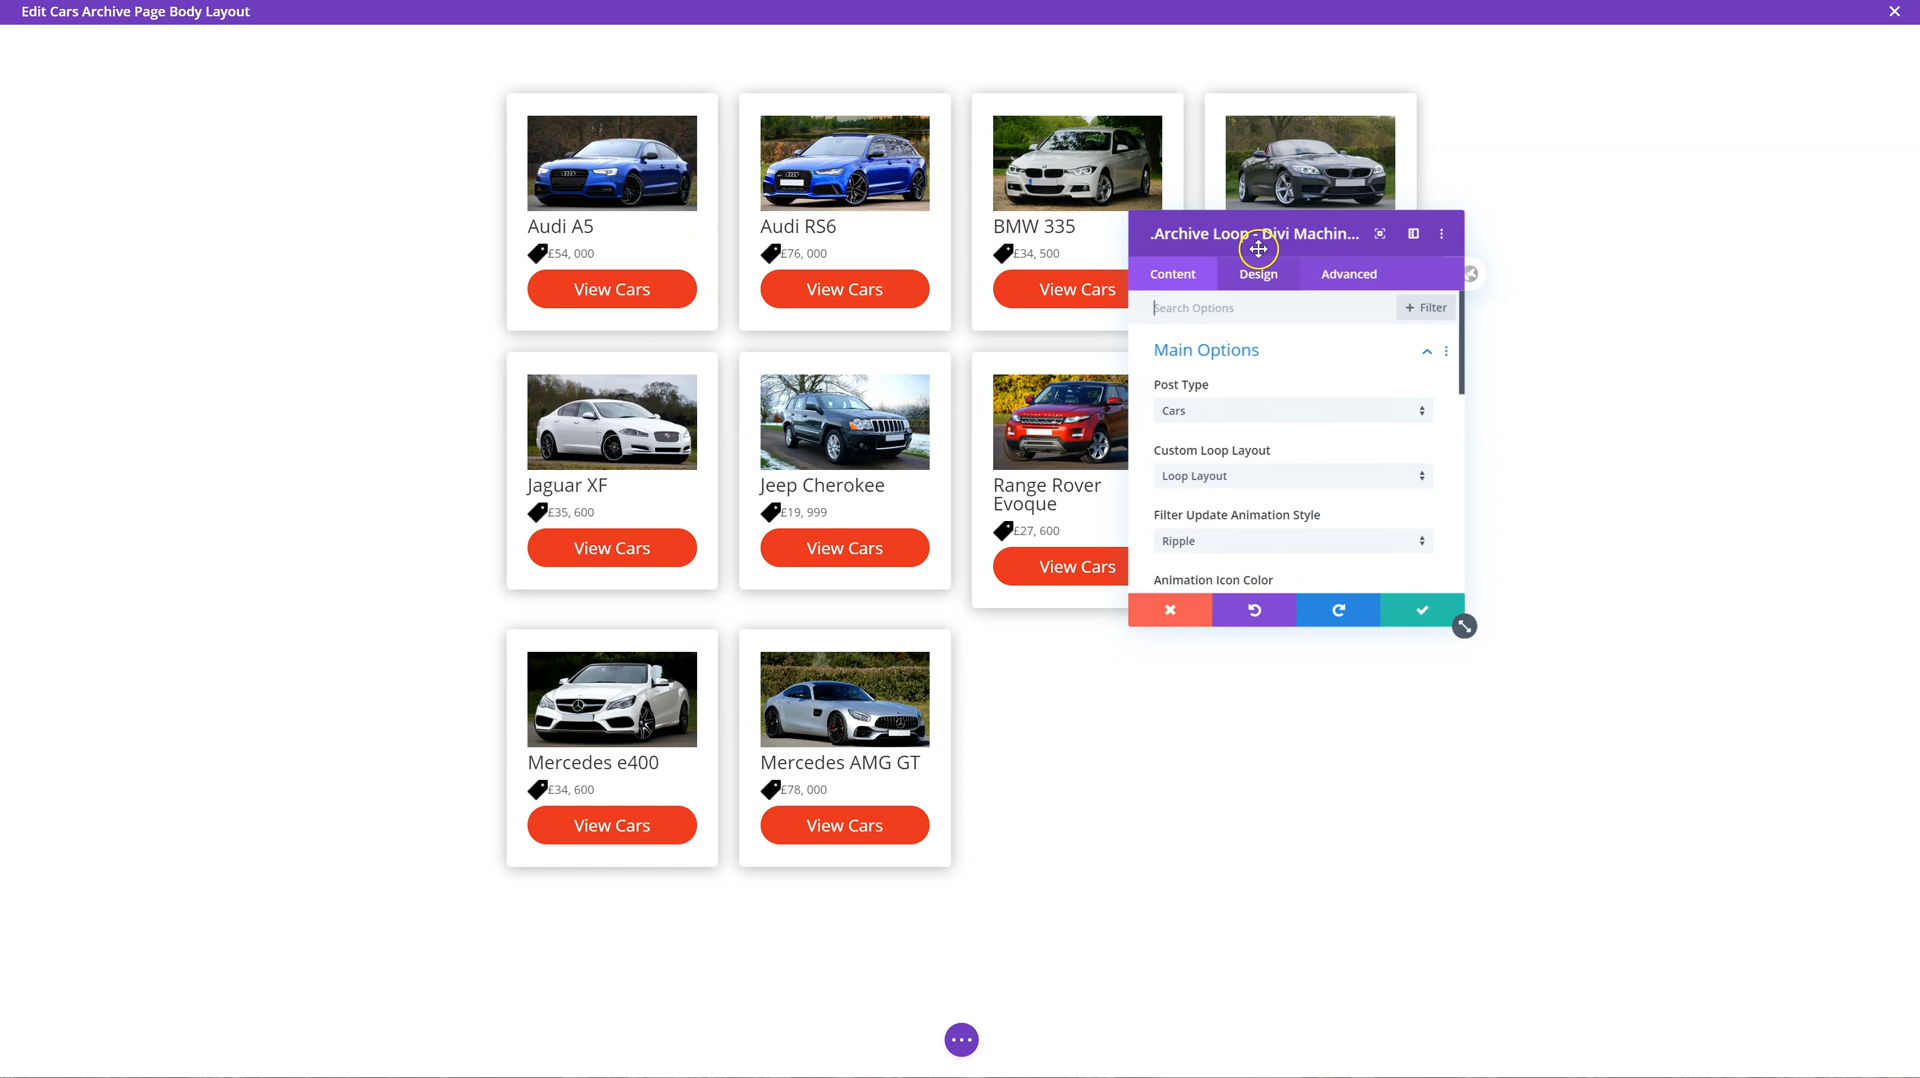 Edit Cars Archive Page Body Layout
Audi A5
£54, 000
View Cars
Audi RS6
£76, 000
View Cars
BMW 335
£34, 500
View Cars
Jaguar XF
£35, 600
View Cars
Jeep Cherokee
£19, 999
View Cars
Range Rover
Evoque
£27, 600
View Cars
Mercedes e400
£34, 600
View Cars
Mercedes AMG GT
£78, 000
View Cars
.Archive Loop - Divi Machin...
Content Design Advanced
Search Options + Filter
Main Options
Post Type
Cars
Custom Loop Layout
Loop Layout
Filter Update Animation Style
Ripple
Animation Icon Color